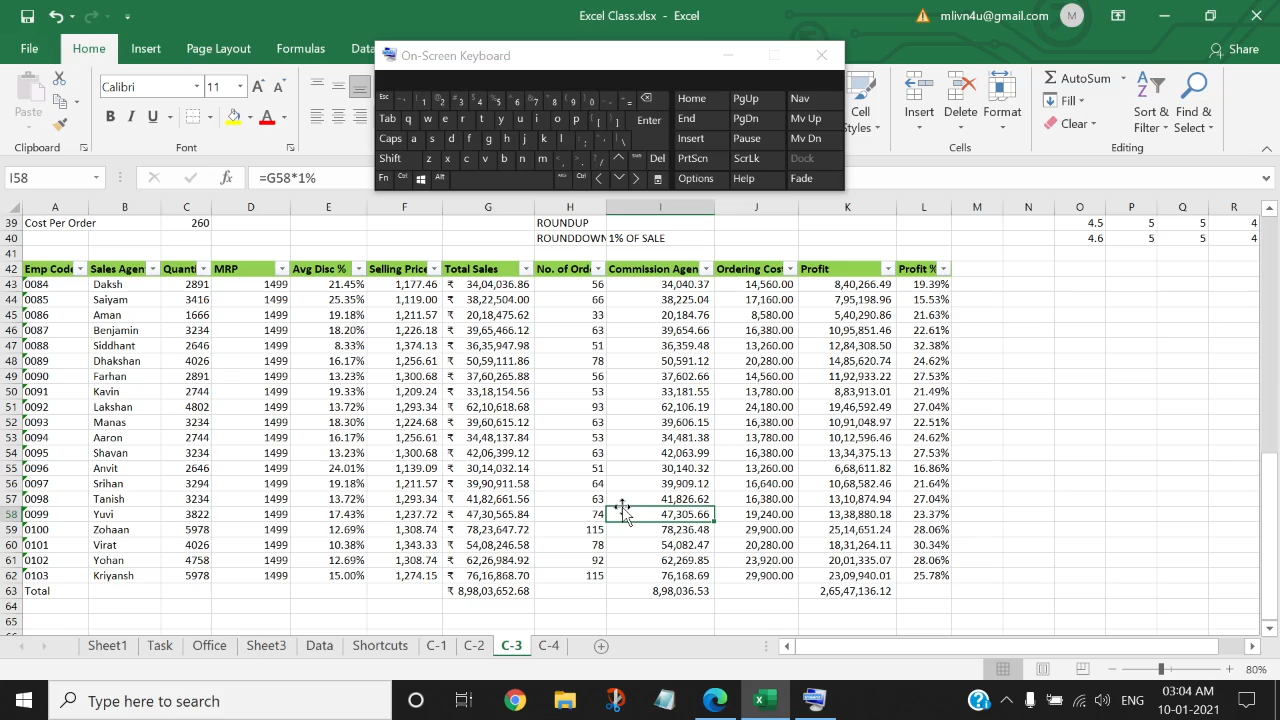 Excel Class.xlsx - Excel
mlivn4u@gmail.com M
File Home Insert Page Layout Formulas Dat
Share
On-Screen Keyboard
Esc 1 2 3 4 5 6 7 8 9 0 - = Home PgUp Nav
Tab q w e r t y u i o p [ ] Enter End PgDn Mv Up
Caps a s d f g h j k l ; ' \ Insert Pause Mv Dn
Shift z x c v b n m , . / Shift Del PrtScn ScrLk Dock
Fn Ctrl Alt Ctrl Options Help Fade
Paste
Clipboard
Calibri 11
B I U
Font
Cell Styles
Insert Delete Format
Cells
AutoSum
Fill
Clear
Sort & Filter
Find & Select
Editing
I58 fx =G58*1%
A B C D E F G H I J K L M N O P Q R
39 Cost Per Order 260 ROUNDUP 4.5 5 5 4
40 ROUNDDOWN 1% OF SALE 4.6 5 5 4
41
42 Emp Code Sales Agen Quanti MRP Avg Disc % Selling Price Total Sales No. of Ord Commission Agen Ordering Cos Profit Profit %
43 0084 Daksh 2891 1499 21.45% 1,177.46 ₹ 34,04,036.86 56 34,040.37 14,560.00 8,40,266.49 19.39%
44 0085 Saiyam 3416 1499 25.35% 1,119.00 ₹ 38,22,504.00 66 38,225.04 17,160.00 7,95,198.96 15.53%
45 0086 Aman 1666 1499 19.18% 1,211.57 ₹ 20,18,475.62 33 20,184.76 8,580.00 5,40,290.86 21.63%
46 0087 Benjamin 3234 1499 18.20% 1,226.18 ₹ 39,65,466.12 63 39,654.66 16,380.00 10,95,851.46 22.61%
47 0088 Siddhant 2646 1499 8.33% 1,374.13 ₹ 36,35,947.98 51 36,359.48 13,260.00 12,84,308.50 32.38%
48 0089 Dhakshan 4026 1499 16.17% 1,256.61 ₹ 50,59,111.86 78 50,591.12 20,280.00 14,85,620.74 24.62%
49 0090 Farhan 2891 1499 13.23% 1,300.68 ₹ 37,60,265.88 56 37,602.66 14,560.00 11,92,933.22 27.53%
50 0091 Kavin 2744 1499 19.33% 1,209.24 ₹ 33,18,154.56 53 33,181.55 13,780.00 8,83,913.01 21.49%
51 0092 Lakshan 4802 1499 13.72% 1,293.34 ₹ 62,10,618.68 93 62,106.19 24,180.00 19,46,592.49 27.04%
52 0093 Manas 3234 1499 18.30% 1,224.68 ₹ 39,60,615.12 63 39,606.15 16,380.00 10,91,048.97 22.51%
53 0094 Aaron 2744 1499 16.17% 1,256.61 ₹ 34,48,137.84 53 34,481.38 13,780.00 10,12,596.46 24.62%
54 0095 Shavan 3234 1499 13.23% 1,300.68 ₹ 42,06,399.12 63 42,063.99 16,380.00 13,34,375.13 27.53%
55 0096 Anvit 2646 1499 24.01% 1,139.09 ₹ 30,14,032.14 51 30,140.32 13,260.00 6,68,611.82 16.86%
56 0097 Srihan 3294 1499 19.18% 1,211.57 ₹ 39,90,911.58 64 39,909.12 16,640.00 10,68,582.46 21.64%
57 0098 Tanish 3234 1499 13.72% 1,293.34 ₹ 41,82,661.56 63 41,826.62 16,380.00 13,10,874.94 27.04%
58 0099 Yuvi 3822 1499 17.43% 1,237.72 ₹ 47,30,565.84 74 47,305.66 19,240.00 13,38,880.18 23.37%
59 0100 Zohaan 5978 1499 12.69% 1,308.74 ₹ 78,23,647.72 115 78,236.48 29,900.00 25,14,651.24 28.06%
60 0101 Virat 4026 1499 10.38% 1,343.33 ₹ 54,08,246.58 78 54,082.47 20,280.00 18,31,264.11 30.34%
61 0102 Yohan 4758 1499 12.69% 1,308.74 ₹ 62,26,984.92 92 62,269.85 23,920.00 20,01,335.07 28.06%
62 0103 Kriyansh 5978 1499 15.00% 1,274.15 ₹ 76,16,868.70 115 76,168.69 29,900.00 23,09,940.01 25.78%
63 Total ₹ 8,98,03,652.68 8,98,036.53 2,65,47,136.12
64
65
Sheet1 Task Office Sheet3 Data Shortcuts C-1 C-2 C-3 C-4
80%
Type here to search
ENG
03:04 AM
10-01-2021